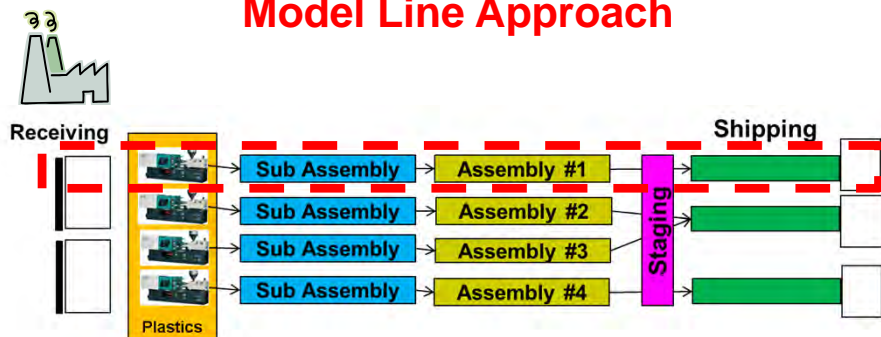 Model Line Approach
Receiving
Shipping
Sub Assembly
Assembly #1
Sub Assembly
Assembly #2
Sub Assembly
Assembly #3
Sub Assembly
Assembly #4
Staging
Plastics